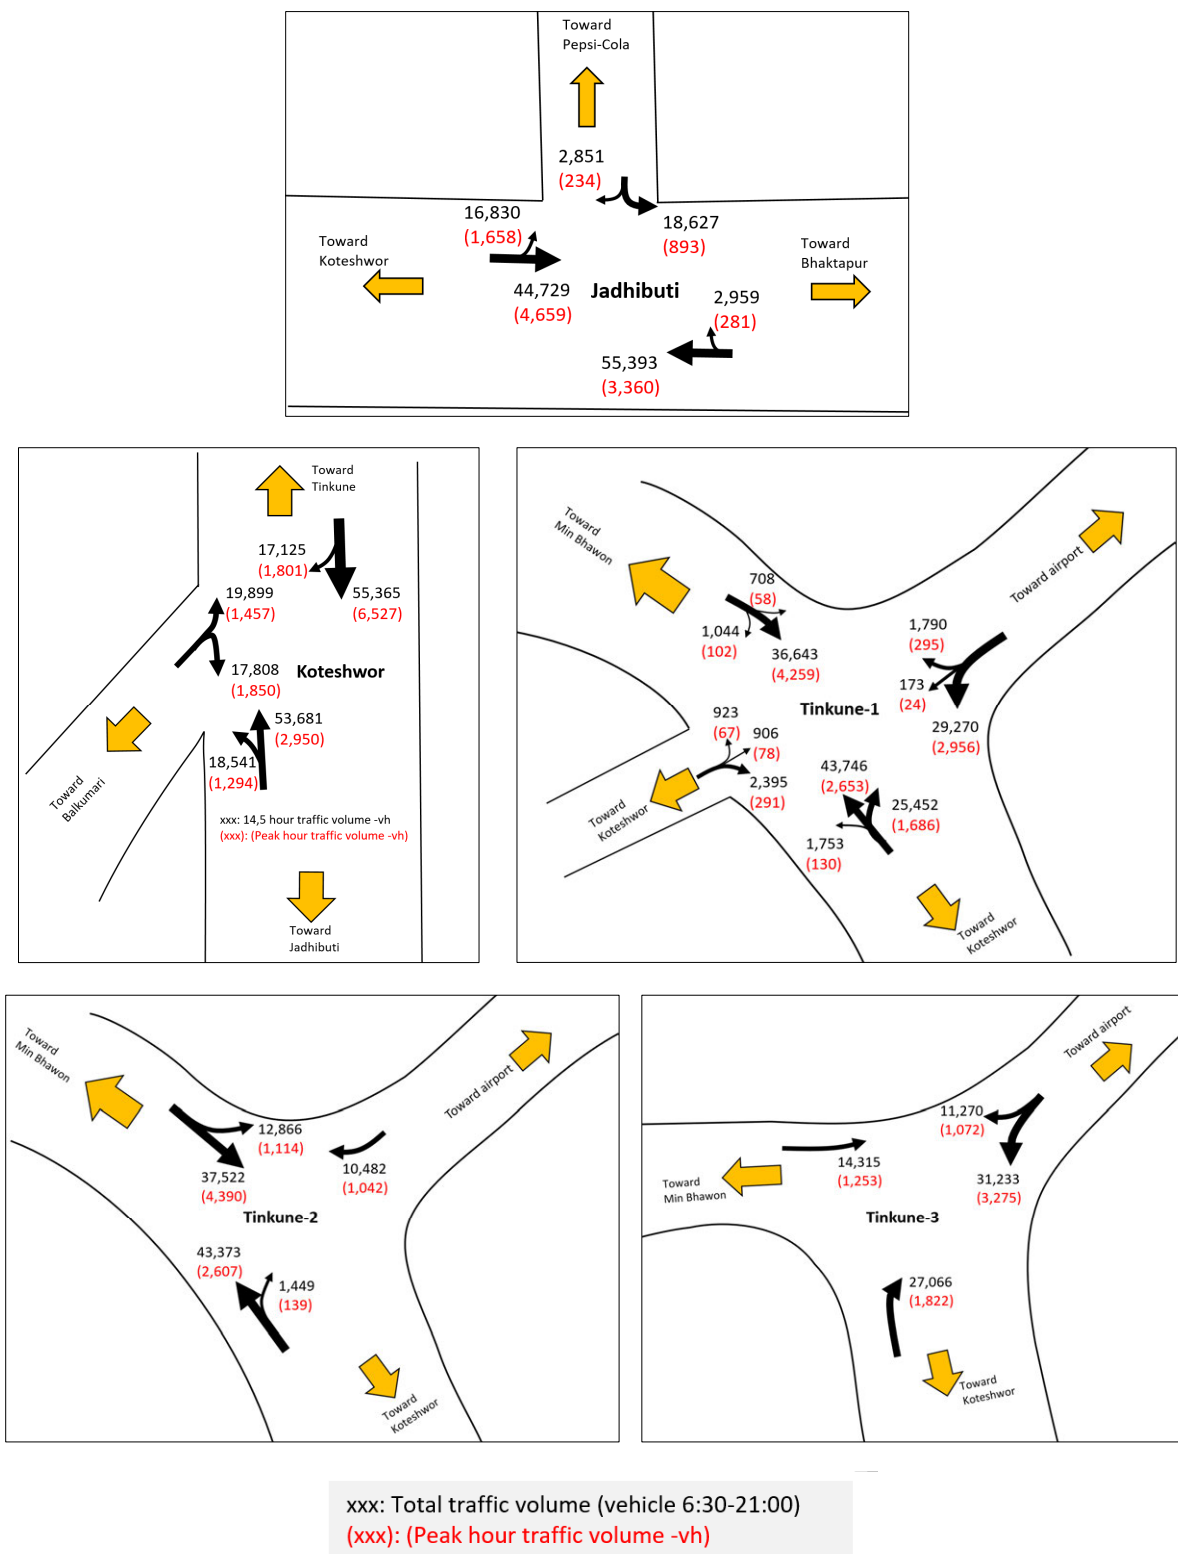 Toward
Pepsi-Cola
2,851
(234)
16,830
(1,658)
18,627
(893)
Toward
Koteshwor
Toward
Bhaktapur
44,729
(4,659)
Jadhibuti
2,959
(281)
55,393
(3,360)
Toward
Tinkune
17,125
(1,801)
19,899
(1,457)
55,365
(6,527)
17,808
(1,850)
Koteshwor
53,681
(2,950)
18,541
(1,294)
Toward
Balkumari
xxx: 14,5 hour traffic volume -vh
(xxx): (Peak hour traffic volume -vh)
Toward
Jadhibuti
Toward
Min Bhawon
Toward airport
708
(58)
1,044
(102)
36,643
(4,259)
1,790
(295)
173
(24)
29,270
(2,956)
Tinkune-1
923
(67)
906
(78)
2,395
(291)
43,746
(2,653)
25,452
(1,686)
1,753
(130)
Toward
Koteshwor
Toward
Koteshwor
Toward
Min Bhawon
Toward airport
12,866
(1,114)
37,522
(4,390)
10,482
(1,042)
Tinkune-2
43,373
(2,607)
1,449
(139)
Toward
Koteshwor
Toward airport
11,270
(1,072)
14,315
(1,253)
31,233
(3,275)
Toward
Min Bhawon
Tinkune-3
27,066
(1,822)
Toward
Koteshwor
xxx: Total traffic volume (vehicle 6:30-21:00)
(xxx): (Peak hour traffic volume -vh)